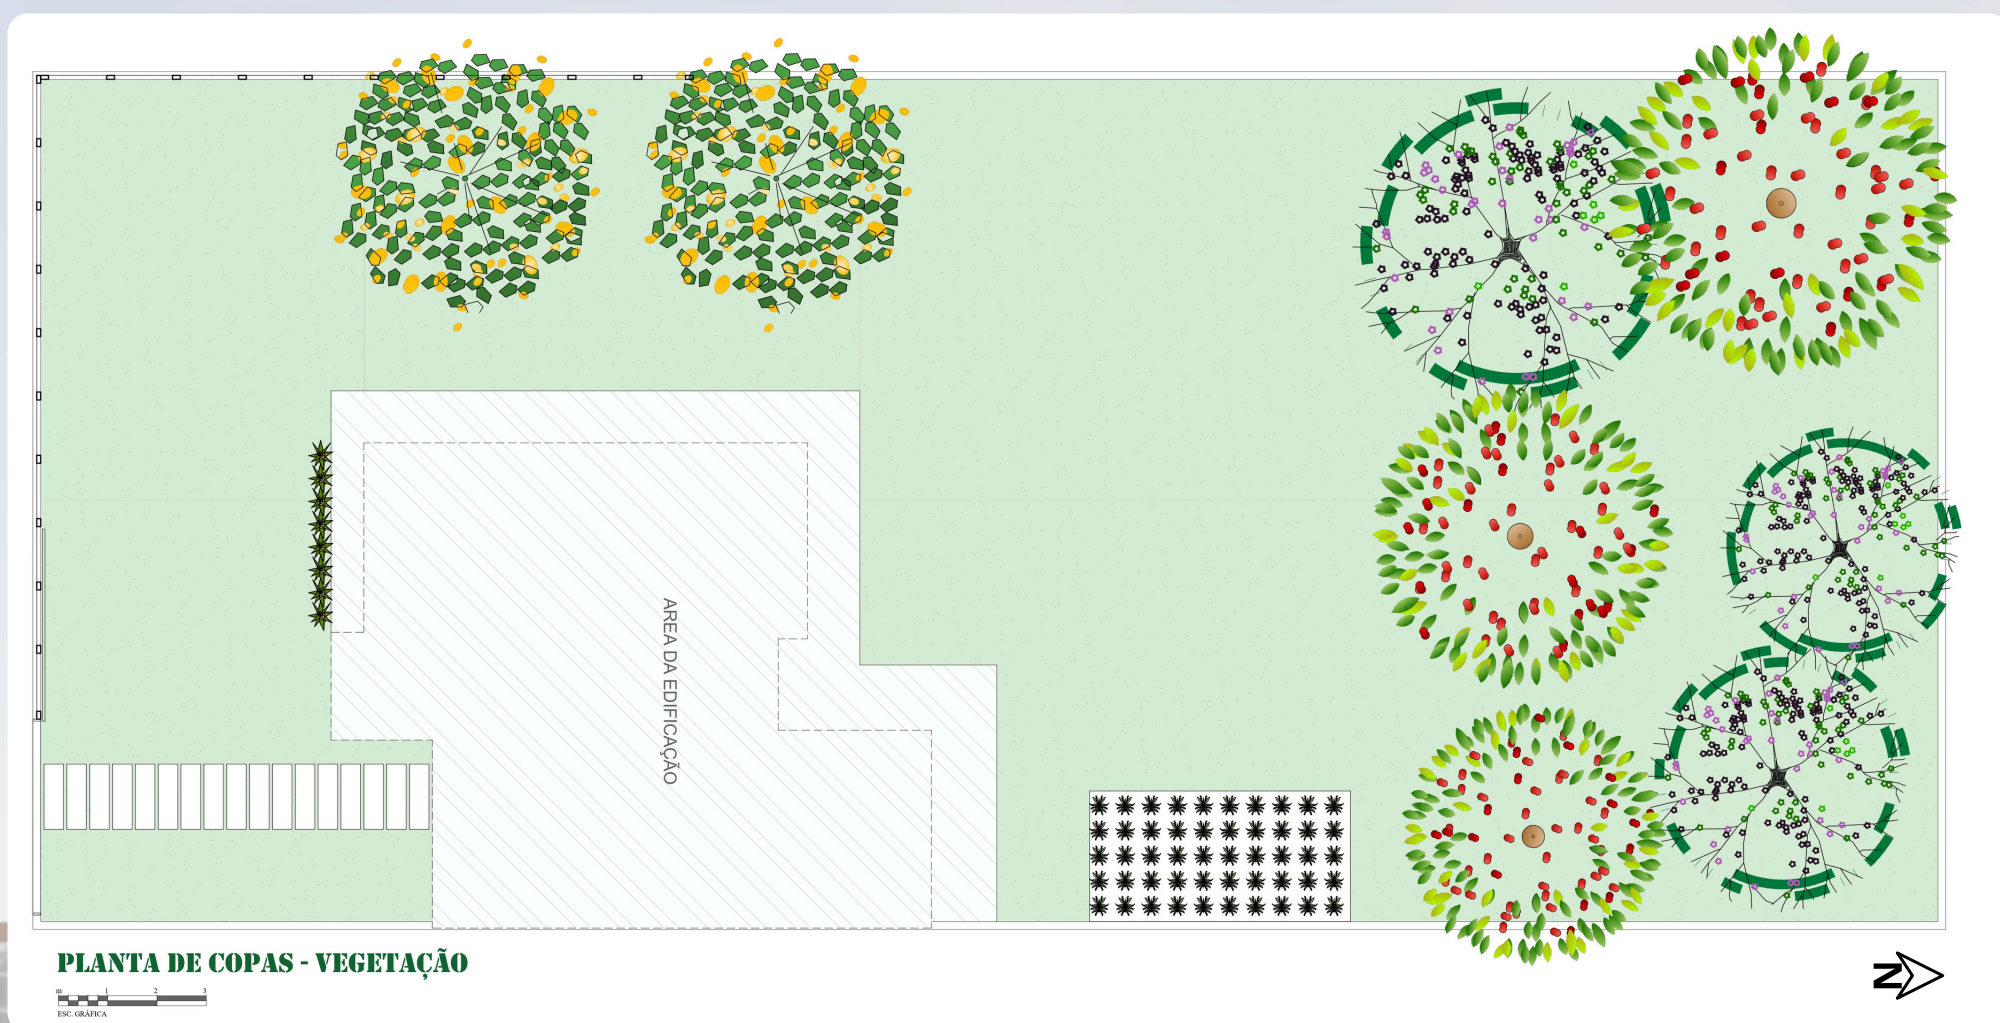 AREA DA EDIFICAÇÃO
PLANTA DE COPAS - VEGETAÇÃO
m 1 2 3
ESC. GRÁFICA
N